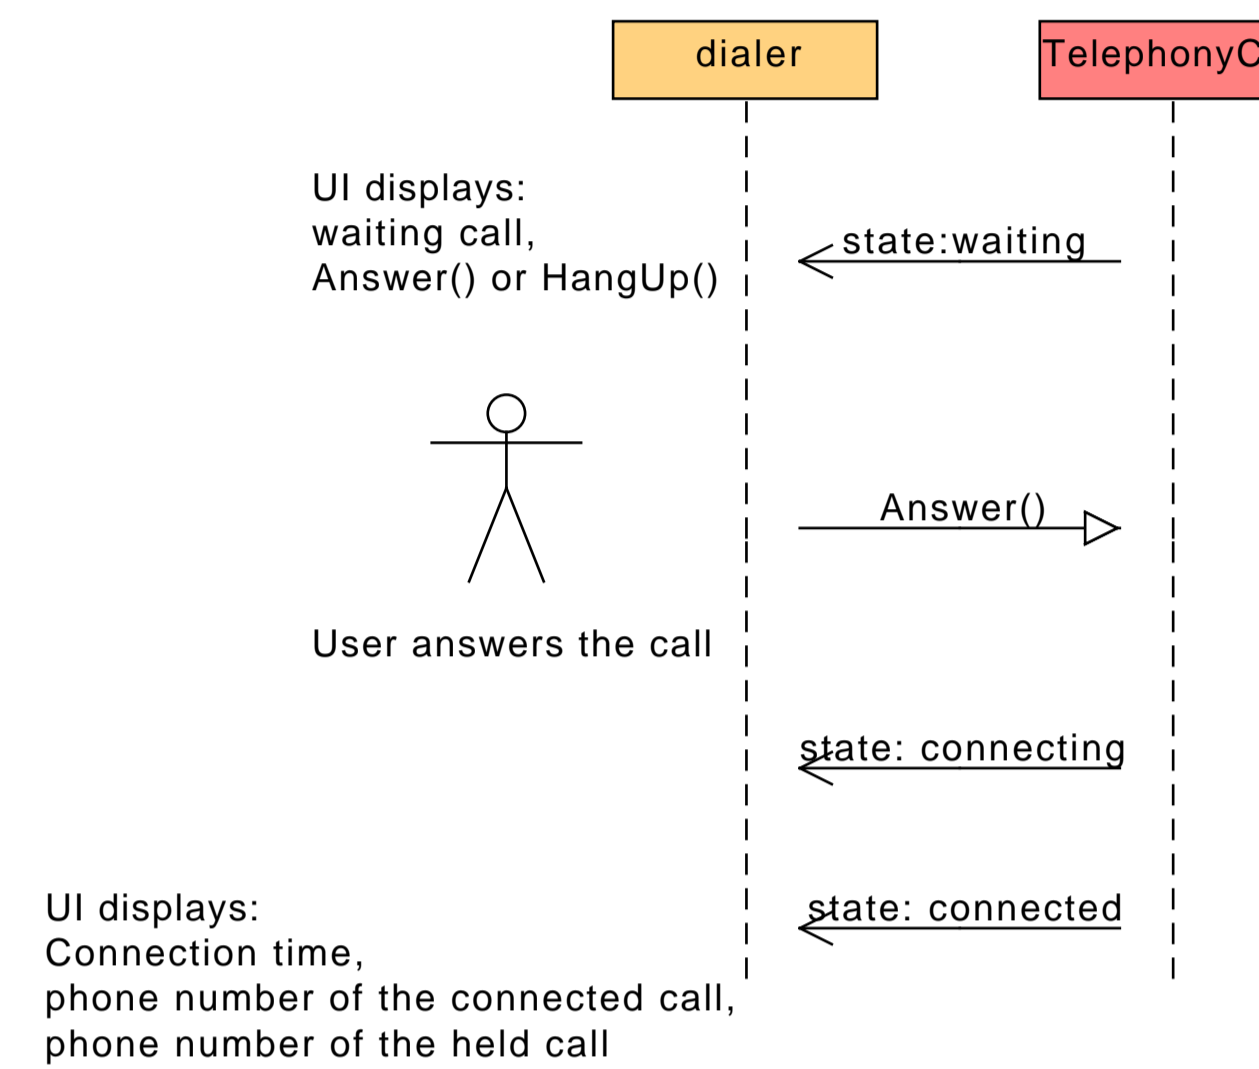 dialer
TelephonyC
UI displays:
waiting call,
Answer() or HangUp()
state:waiting
Answer()
User answers the call
state: connecting
state: connected
UI displays:
Connection time,
phone number of the connected call,
phone number of the held call